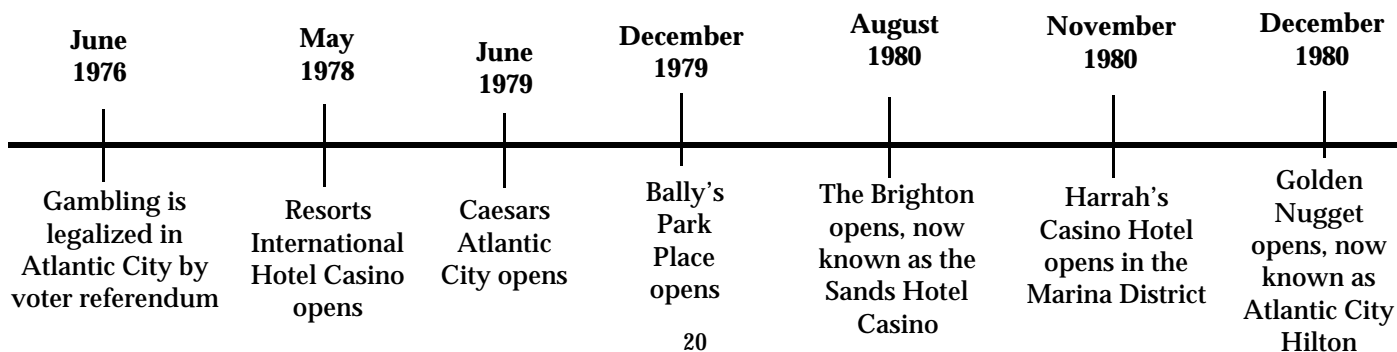 June
1976
May
1978
June
1979
December
1979
August
1980
November
1980
December
1980
Gambling is
legalized in
Atlantic City by
voter referendum
Resorts
International
Hotel Casino
opens
Caesars
Atlantic
City opens
Bally's
Park
Place
opens
The Brighton
opens, now
known as the
Sands Hotel
Casino
Harrah's
Casino Hotel
opens in the
Marina District
Golden
Nugget
opens, now
known as
Atlantic City
Hilton
20